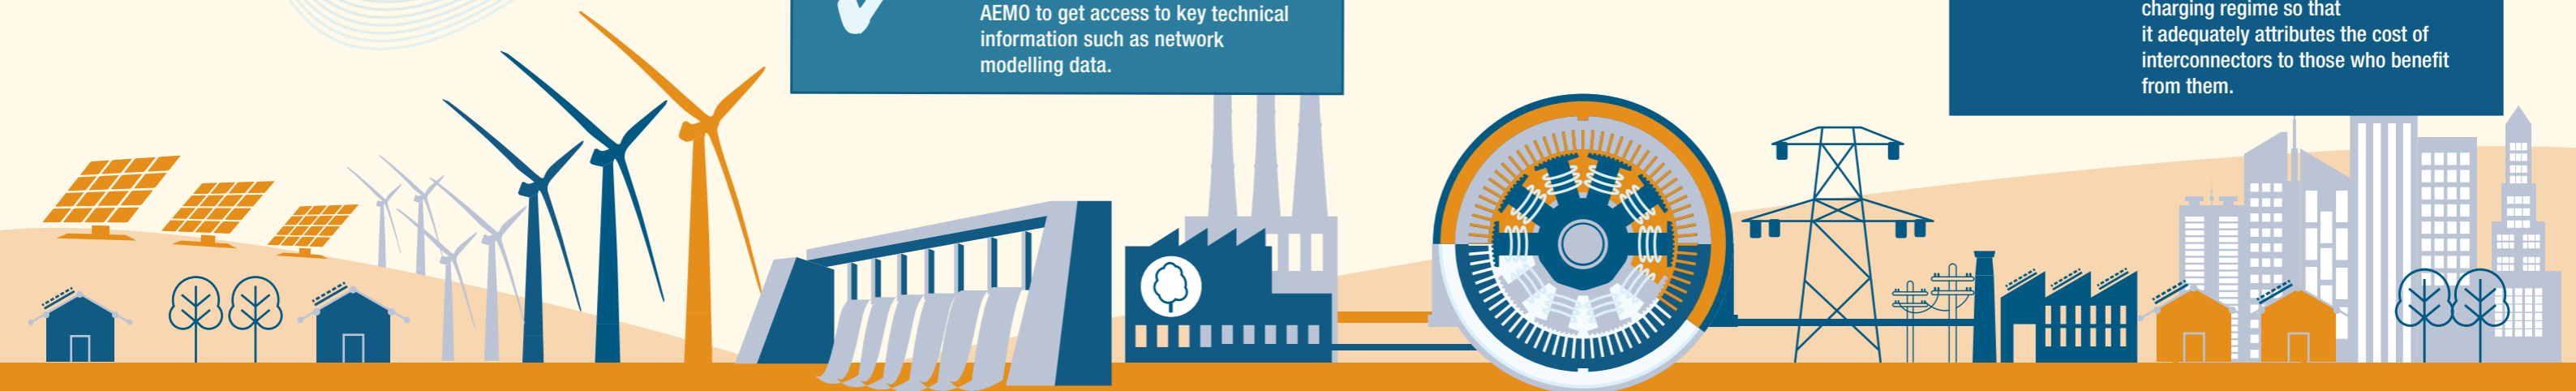 AEMO to get access to key technical
information such as network
modelling data.
charging regime so that
it adequately attributes the cost of
interconnectors to those who benefit
from them.